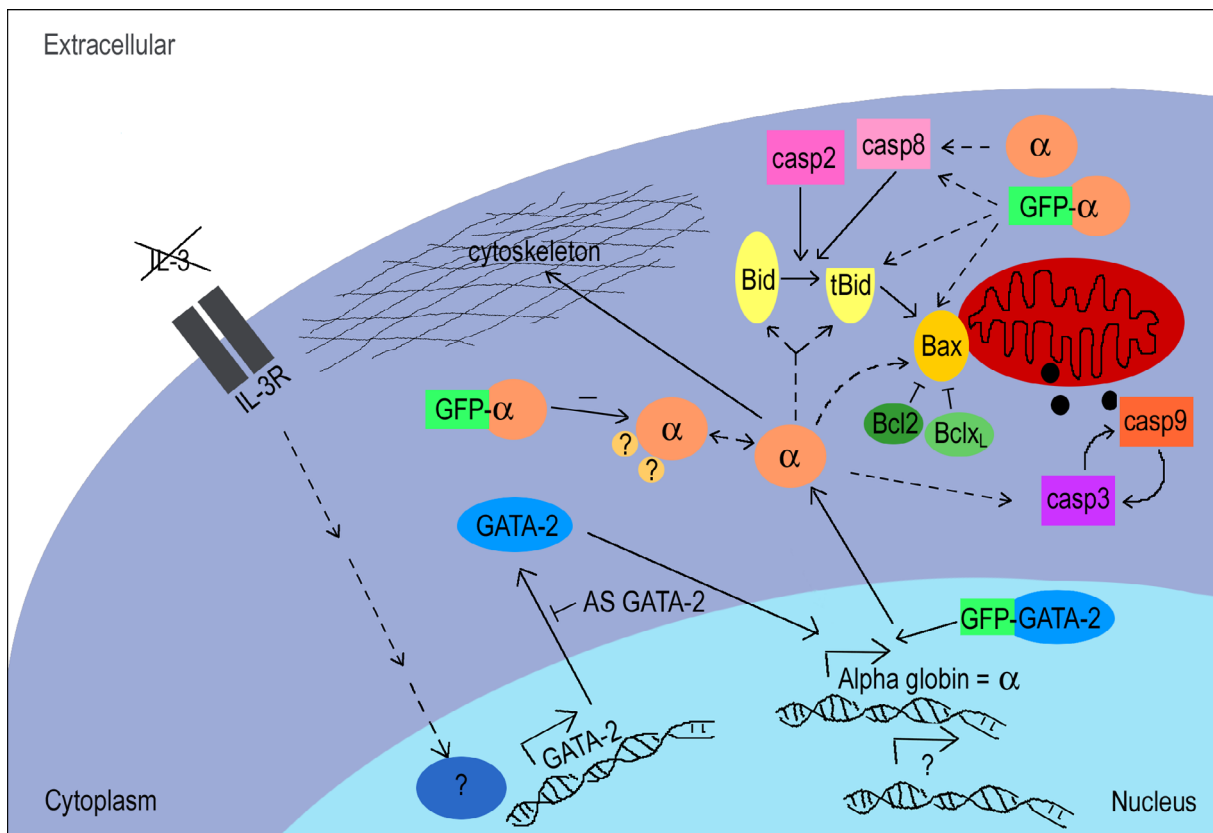 Extracellular
casp2
casp8
α
GFP-α
IL-3
cytoskeleton
Bid
tBid
Bax
IL-3R
GFP-α
–
α
?
?
α
Bcl2
BclxL
casp9
casp3
GATA-2
AS GATA-2
GFP-GATA-2
Alpha globin = α
GATA-2
?
?
Cytoplasm
Nucleus